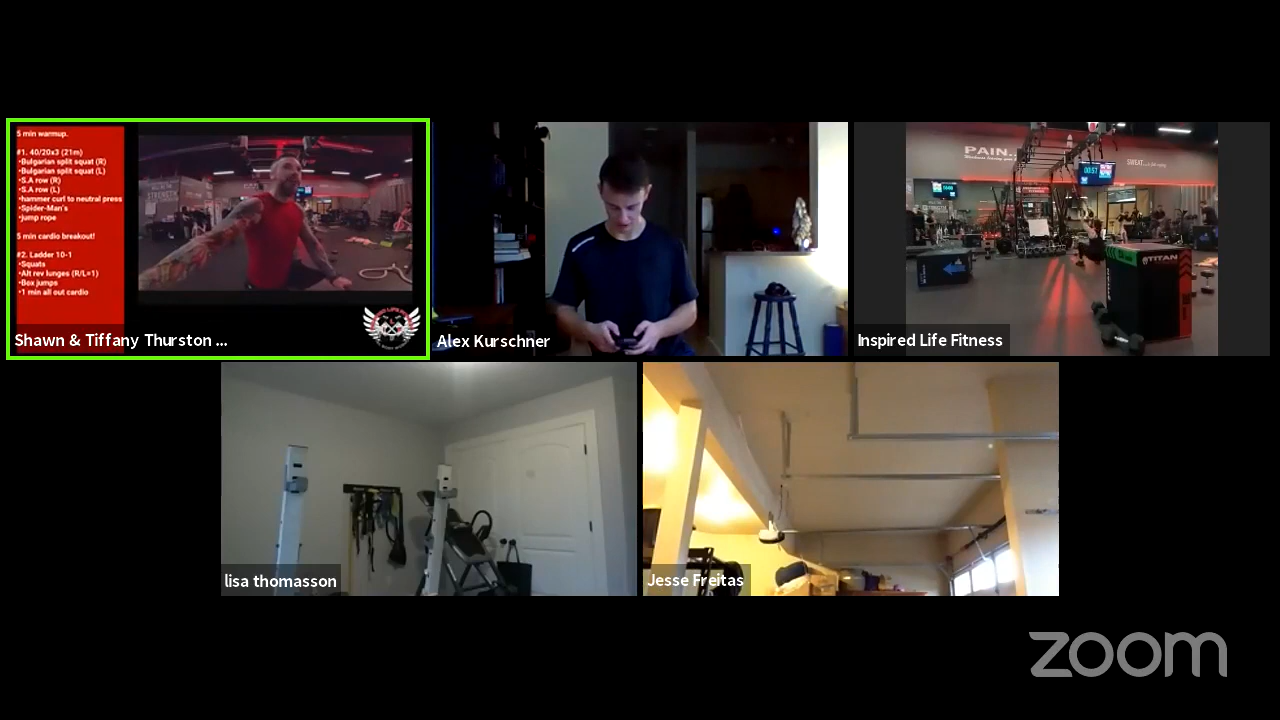 5 min warmup.
#1. 40/20x3 (21m)
•Bulgarian split squat (R)
•Bulgarian split squat (L)
•S.A row (R)
•S.A row (L)
•hammer curl to neutral press
•Spider-Man's
•jump rope
5 min cardio breakout!
#2. Ladder 10-1
•Squats
•Alt rev lunges (R/L=1)
•Box jumps
•1 min all out cardio
STRENGTH
Shawn & Tiffany Thurston ...
Alex Kurschner
PAIN..
SWEAT
00:57
TITAN
Inspired Life Fitness
lisa thomasson
Jesse Freitas
zoom